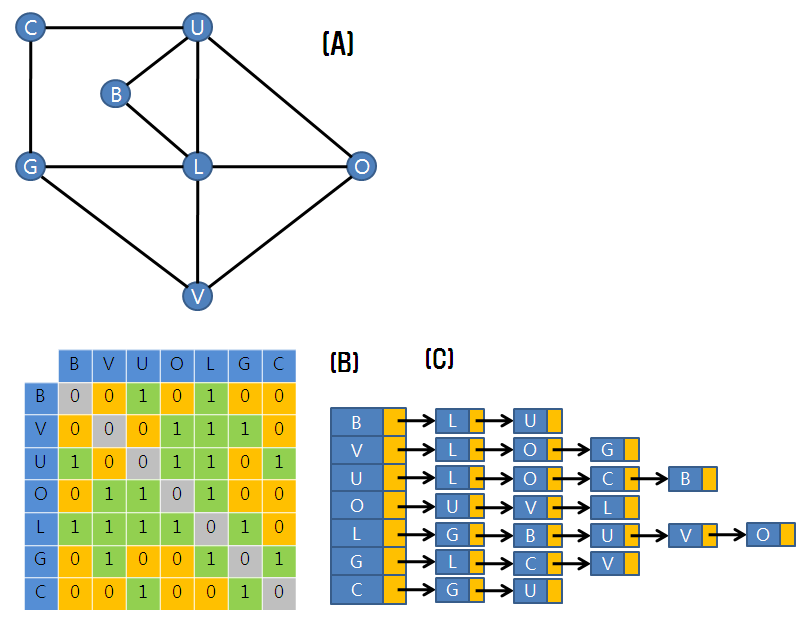 C U (A)
B
G L O
V
(B) (C)
B V U O L G C
B 0 0 1 0 1 0 0
V 0 0 0 1 1 1 0
U 1 0 0 1 1 0 1
O 0 1 1 0 1 0 0
L 1 1 1 1 0 1 0
G 0 1 0 0 1 0 1
C 0 0 1 0 0 1 0
B L U
V L O G
U L O C B
O U V L
L G B U V O
G L C V
C G U